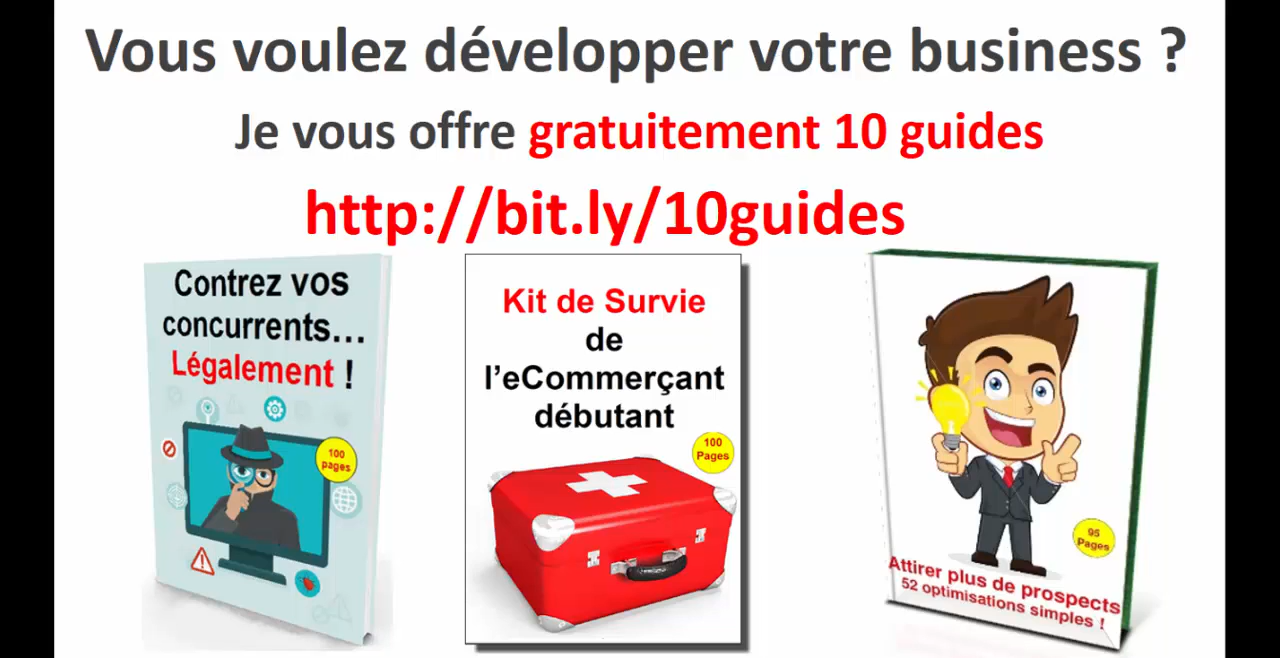 Vous voulez développer votre business ?
Je vous offre gratuitement 10 guides
http://bit.ly/10guides
Contrez vos
concurrents...
Légalement !
100
pages
Kit de Survie
de
l'eCommerçant
débutant
100
Pages
95
Pages
Attirer plus de prospects
52 optimisations simples !